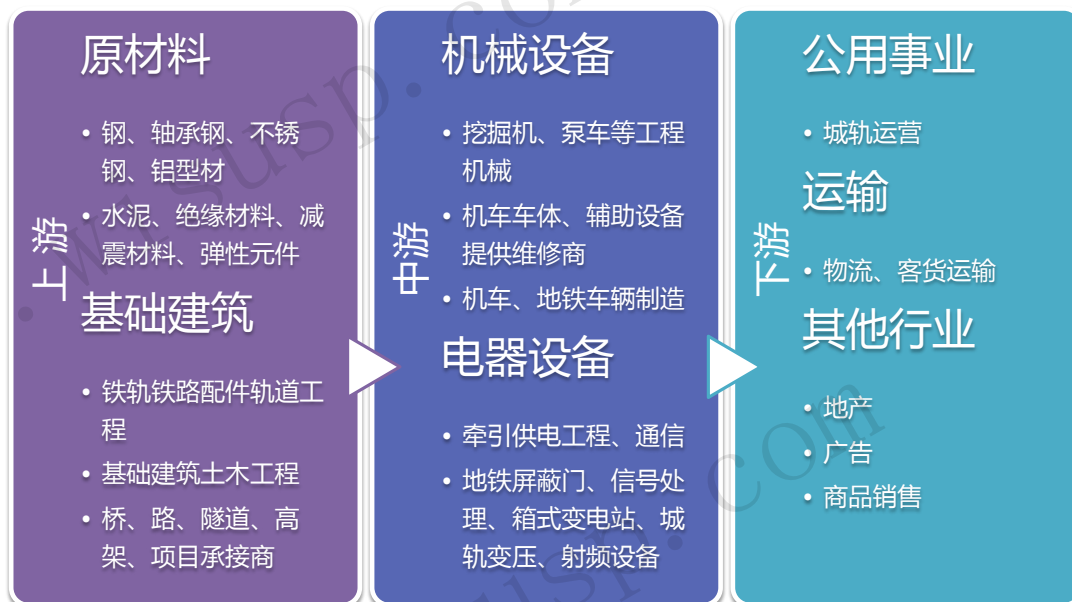 上游
原材料
• 钢、轴承钢、不锈
钢、铝型材
• 水泥、绝缘材料、减
震材料、弹性元件
基础建筑
• 铁轨铁路配件轨道工
程
• 基础建筑土木工程
• 桥、路、隧道、高
架、项目承接商
中游
机械设备
• 挖掘机、泵车等工程
机械
• 机车车体、辅助设备
提供维修商
• 机车、地铁车辆制造
电器设备
• 牵引供电工程、通信
• 地铁屏蔽门、信号处
理、箱式变电站、城
轨变压、射频设备
下游
公用事业
• 城轨运营
运输
• 物流、客货运输
其他行业
• 地产
• 广告
• 商品销售